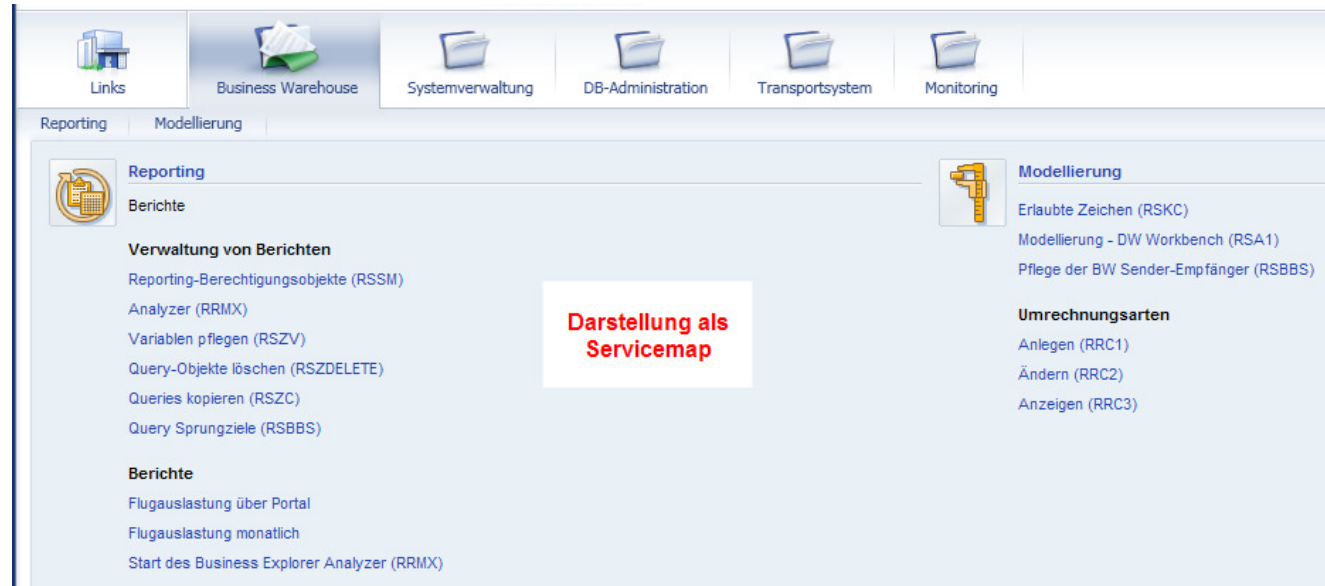 Links
Business Warehouse
Systemverwaltung
DB-Administration
Transportsystem
Monitoring
Reporting
Modellierung
Reporting
Berichte
Verwaltung von Berichten
Reporting-Berechtigungsobjekte (RSSM)
Analyzer (RRMX)
Variablen pflegen (RSZV)
Query-Objekte löschen (RSZDELETE)
Queries kopieren (RSZC)
Query Sprungziele (RSBBS)
Berichte
Flugauslastung über Portal
Flugauslastung monatlich
Start des Business Explorer Analyzer (RRMX)
Darstellung als
Servicemap
Modellierung
Erlaubte Zeichen (RSKC)
Modellierung - DW Workbench (RSA1)
Pflege der BW Sender-Empfänger (RSBBS)
Umrechnungsarten
Anlegen (RRC1)
Ändern (RRC2)
Anzeigen (RRC3)